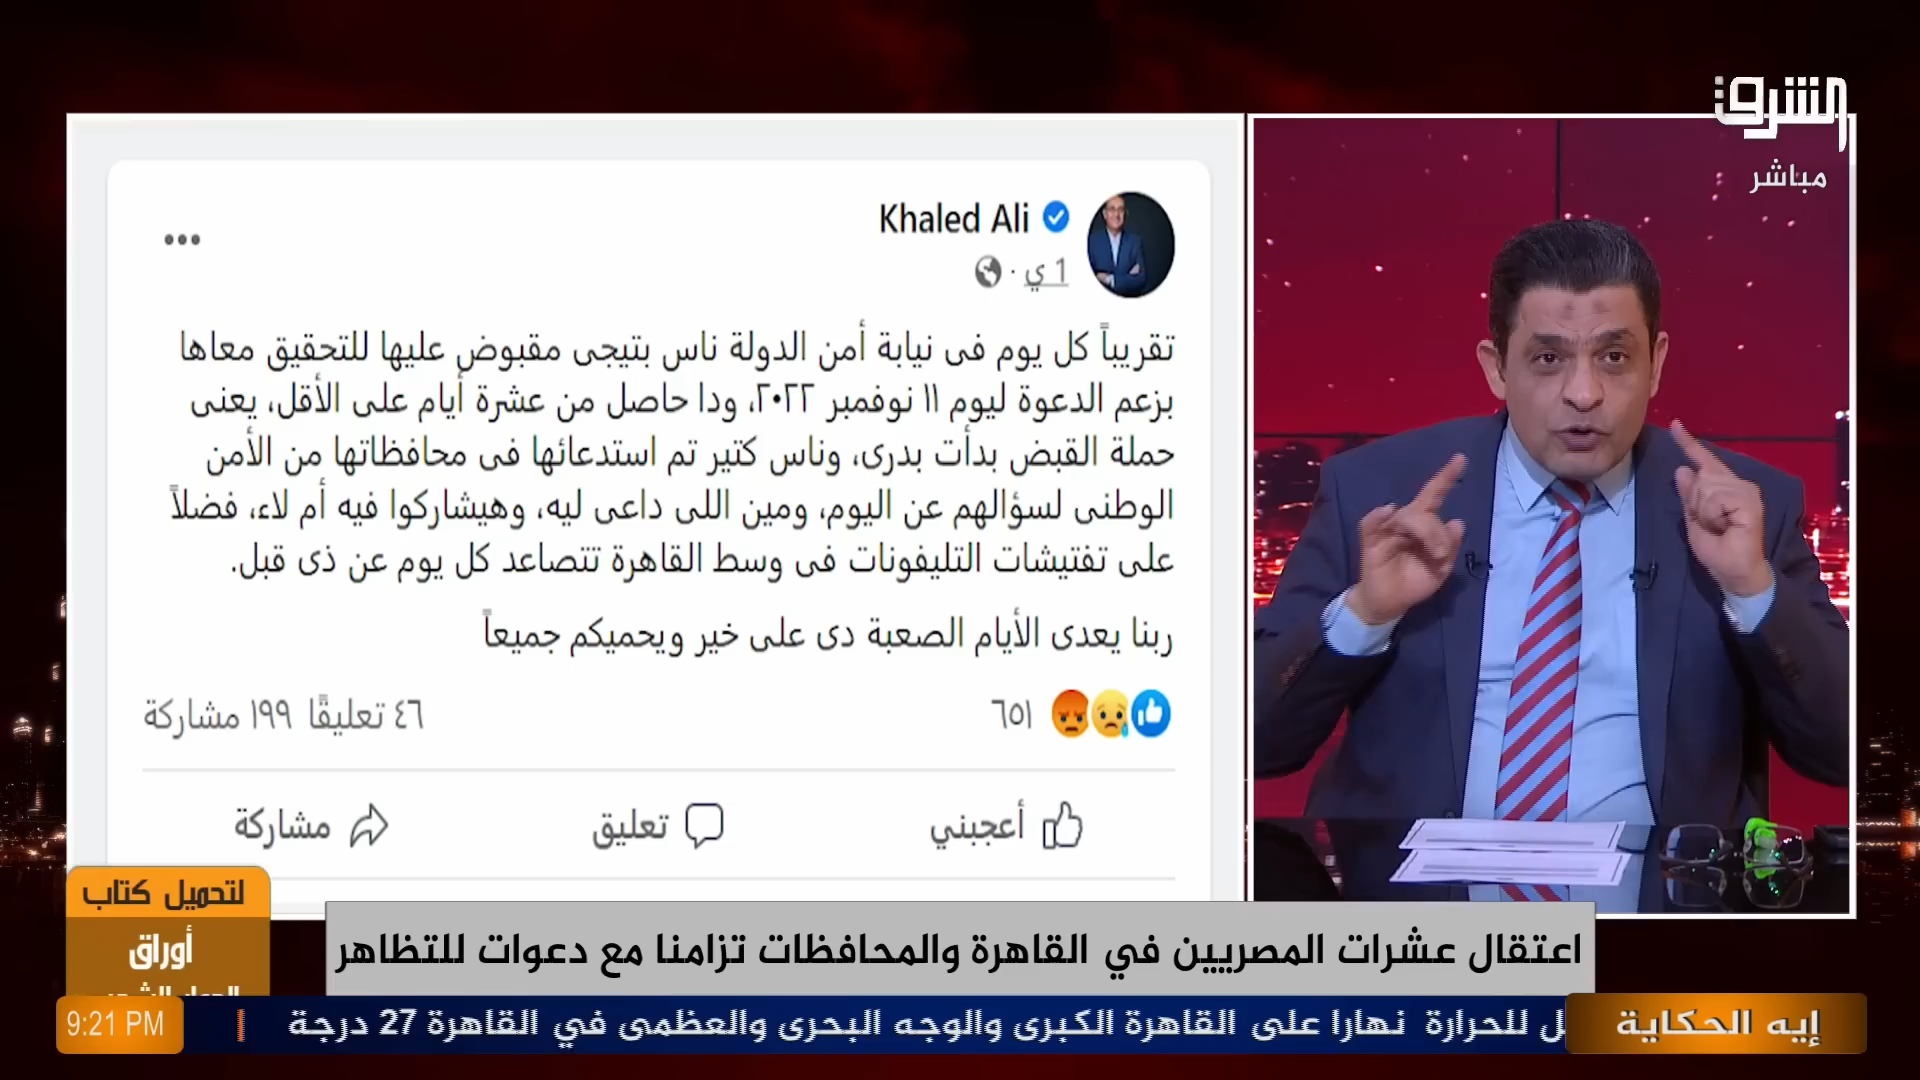 الشرق
مباشر
Khaled Ali
1 ي ·
تقريباً كل يوم فى نيابة أمن الدولة ناس بتيجى مقبوض عليها للتحقيق معاها
بزعم الدعوة ليوم ١١ نوفمبر ٢٠٢٢، ودا حاصل من عشرة أيام على الأقل، يعنى
حملة القبض بدأت بدرى، وناس كتير تم استدعائها فى محافظاتها من الأمن
الوطنى لسؤالهم عن اليوم، ومين اللى داعى ليه، وهيشاركوا فيه أم لاء، فضلاً
على تفتيشات التليفونات فى وسط القاهرة تتصاعد كل يوم عن ذى قبل.
ربنا يعدى الأيام الصعبة دى على خير ويحميكم جميعاً
٦٥١
٤٦ تعليقًا ١٩٩ مشاركة
أعجبني
تعليق
مشاركة
لتحميل كتاب
أوراق
اعتقال عشرات المصريين في القاهرة والمحافظات تزامنا مع دعوات للتظاهر
إيه الحكاية
ل للحرارة نهارا على القاهرة الكبرى والوجه البحرى والعظمى في القاهرة 27 درجة
9:21 PM